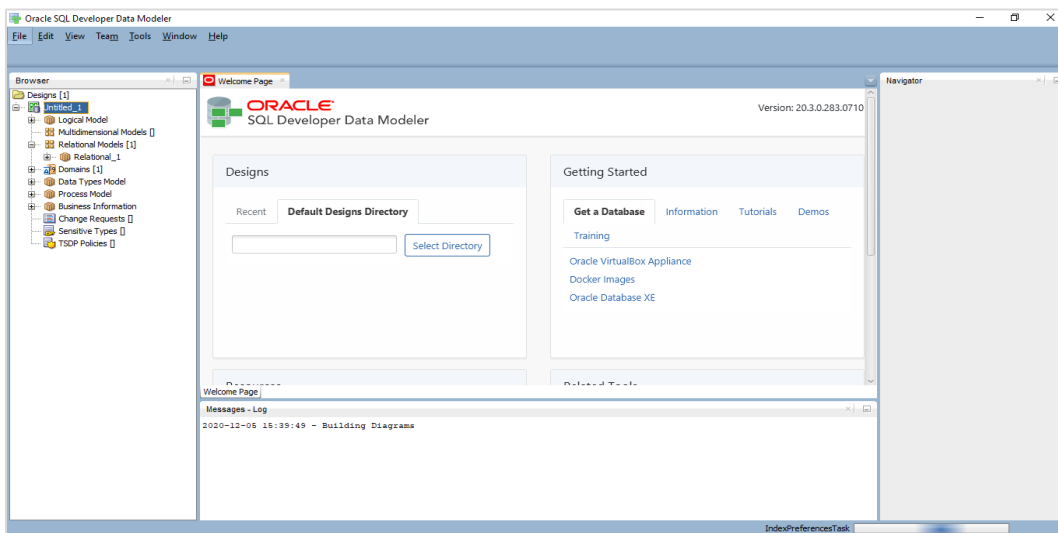 Oracle SQL Developer Data Modeler
File Edit View Team Tools Window Help
Browser
Designs [1]
Untitled_1
Logical Model
Multidimensional Models []
Relational Models [1]
Relational_1
Domains [1]
Data Types Model
Process Model
Business Information
Change Requests []
Sensitive Types []
TSDP Policies []
Welcome Page
ORACLE
SQL Developer Data Modeler
Version: 20.3.0.283.0710
Designs
Recent Default Designs Directory
Select Directory
Getting Started
Get a Database Information Tutorials Demos
Training
Oracle VirtualBox Appliance
Docker Images
Oracle Database XE
Welcome Page
Messages - Log
2020-12-05 15:39:49 - Building Diagrams
Navigator
IndexPreferencesTask